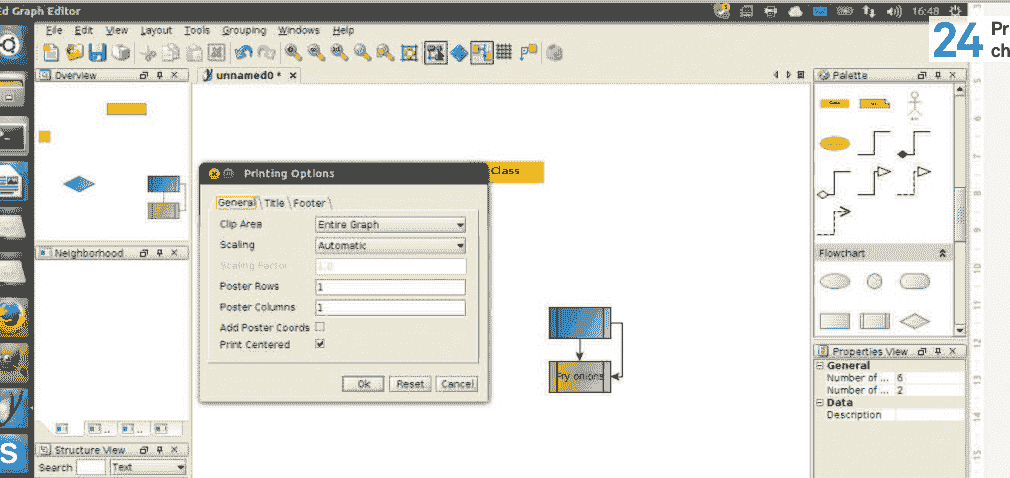 Ed Graph Editor
16:48
File Edit View Layout Tools Grouping Windows Help
24 Pr
ch
Overview
unnamed0 *
Palette
Class
Printing Options
General Title Footer
Clip Area Entire Graph
Scaling Automatic
Scaling Factor 1.0
Poster Rows 1
Poster Columns 1
Add Poster Coords
Print Centered
Ok Reset Cancel
Neighborhood
Flowchart
Fry onions
Properties View
General
Number of ... 6
Number of ... 2
Data
Description
Structure View
Search Text
S